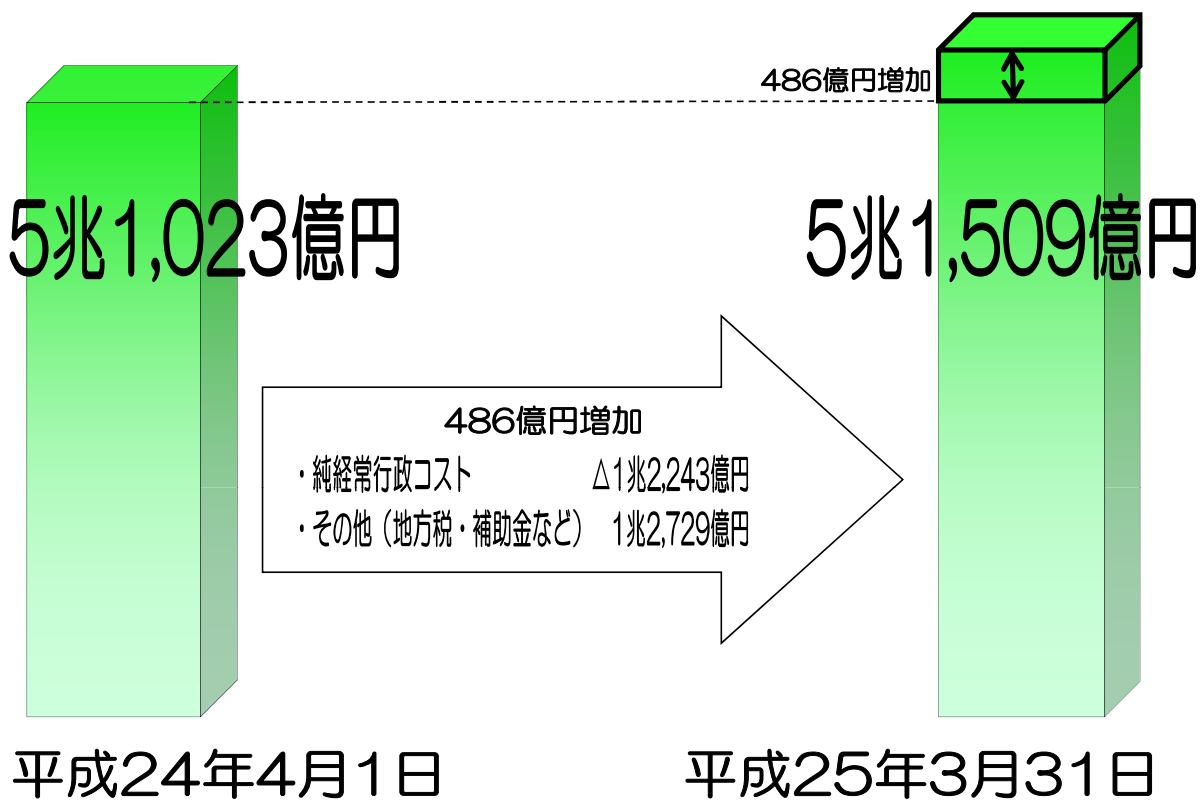 486億円増加
5兆1,023億円
5兆1,509億円
486億円増加
・純経常行政コスト △1兆2,243億円
・その他(地方税・補助金など) 1兆2,729億円
平成24年4月1日
平成25年3月31日